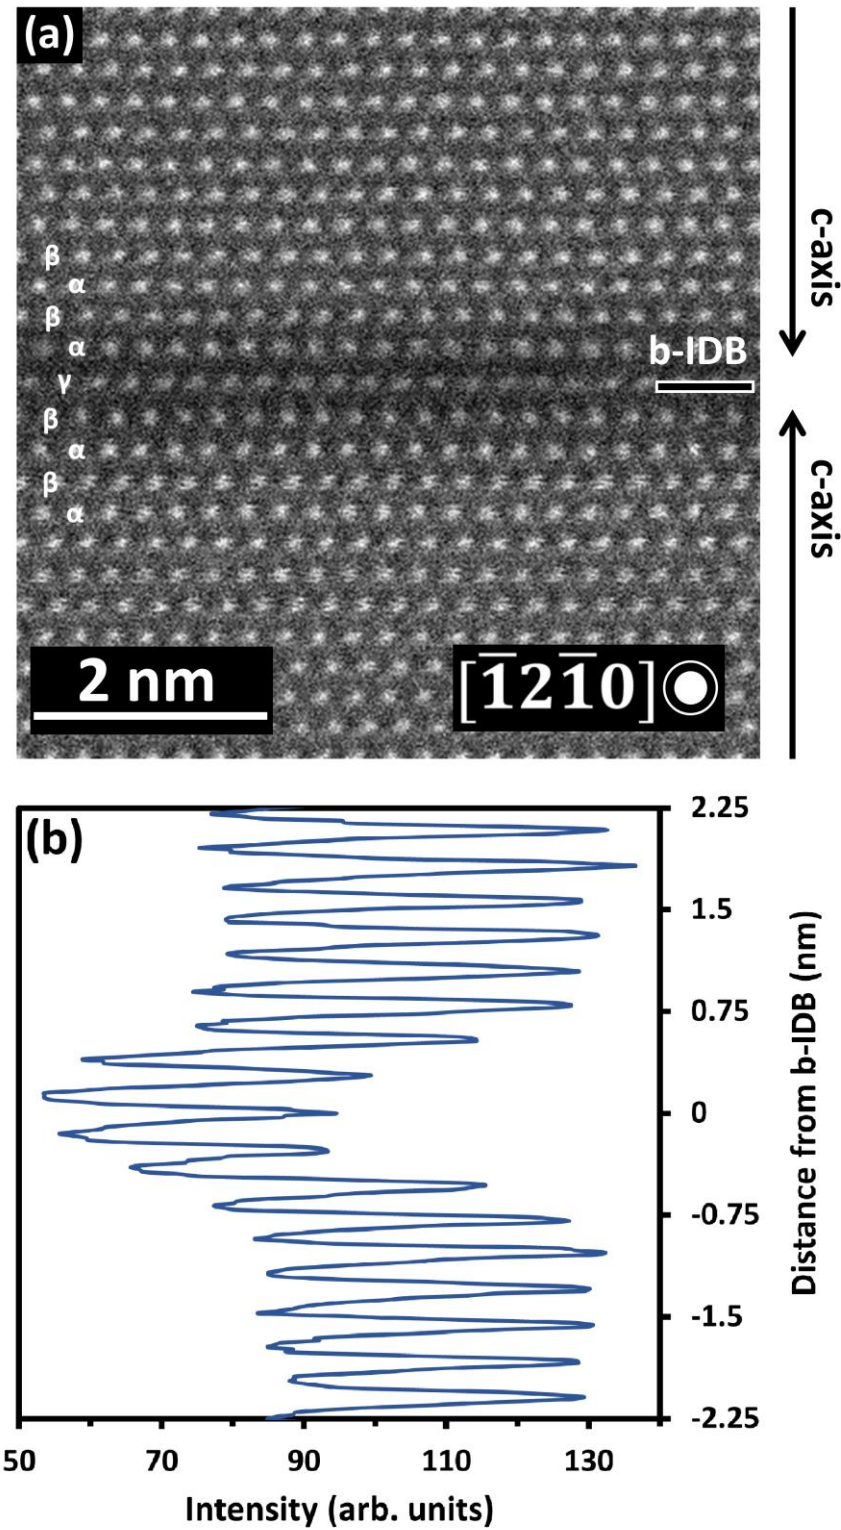 (a)
c-axis
β
α
β
α
b-IDB
γ
β
α
β
α
c-axis
2 nm
[1̅21̅0]
(b)
2.25
1.5
0.75
0
-0.75
-1.5
-2.25
Distance from b-IDB (nm)
50 70 90 110 130
Intensity (arb. units)